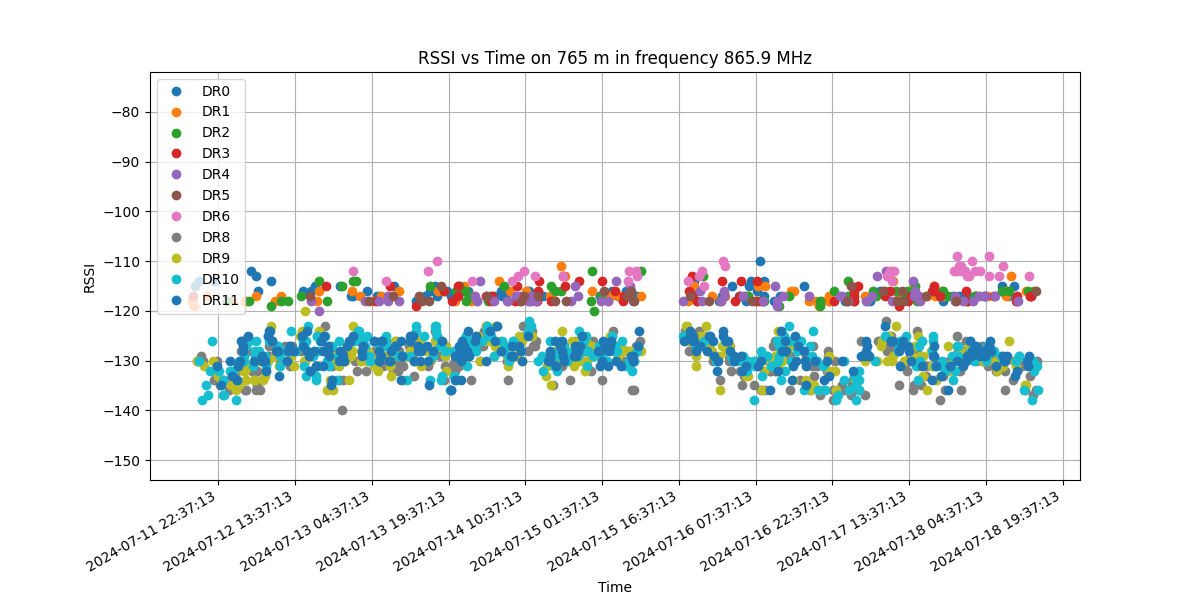 RSSI vs Time on 765 m in frequency 865.9 MHz
RSSI
−80
−90
−100
−110
−120
−130
−140
−150
DR0
DR1
DR2
DR3
DR4
DR5
DR6
DR8
DR9
DR10
DR11
2024-07-11 22:37:13
2024-07-12 13:37:13
2024-07-13 04:37:13
2024-07-13 19:37:13
2024-07-14 10:37:13
2024-07-15 01:37:13
2024-07-15 16:37:13
2024-07-16 07:37:13
2024-07-16 22:37:13
2024-07-17 13:37:13
2024-07-18 04:37:13
2024-07-18 19:37:13
Time